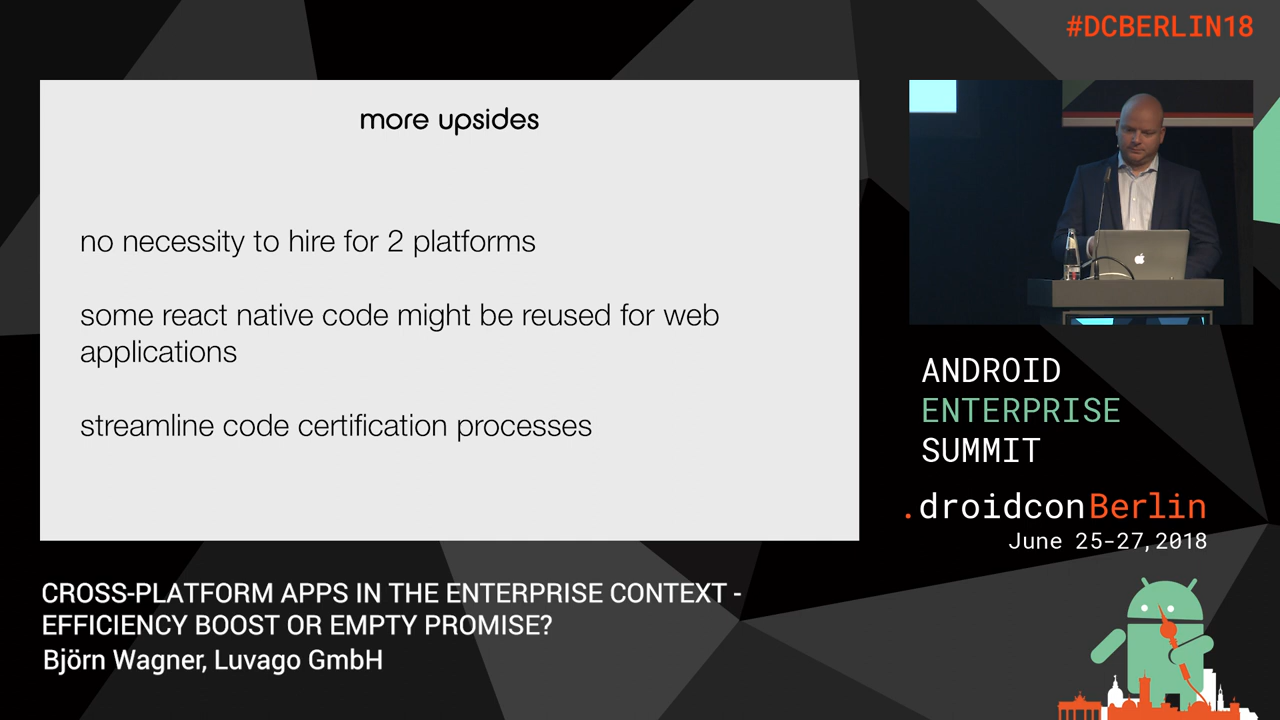 #DCBERLIN18
more upsides
no necessity to hire for 2 platforms
some react native code might be reused for web
applications
streamline code certification processes
ANDROID
ENTERPRISE
SUMMIT
.droidconBerlin
June 25-27,2018
CROSS-PLATFORM APPS IN THE ENTERPRISE CONTEXT -
EFFICIENCY BOOST OR EMPTY PROMISE?
Björn Wagner, Luvago GmbH